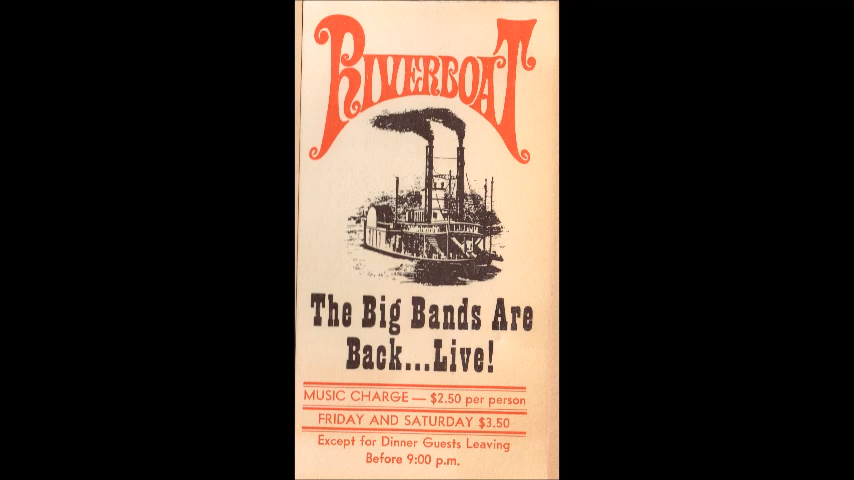 RIVERBOAT
The Big Bands Are
Back...Live!
MUSIC CHARGE — $2.50 per person
FRIDAY AND SATURDAY $3.50
Except for Dinner Guests Leaving
Before 9:00 p.m.